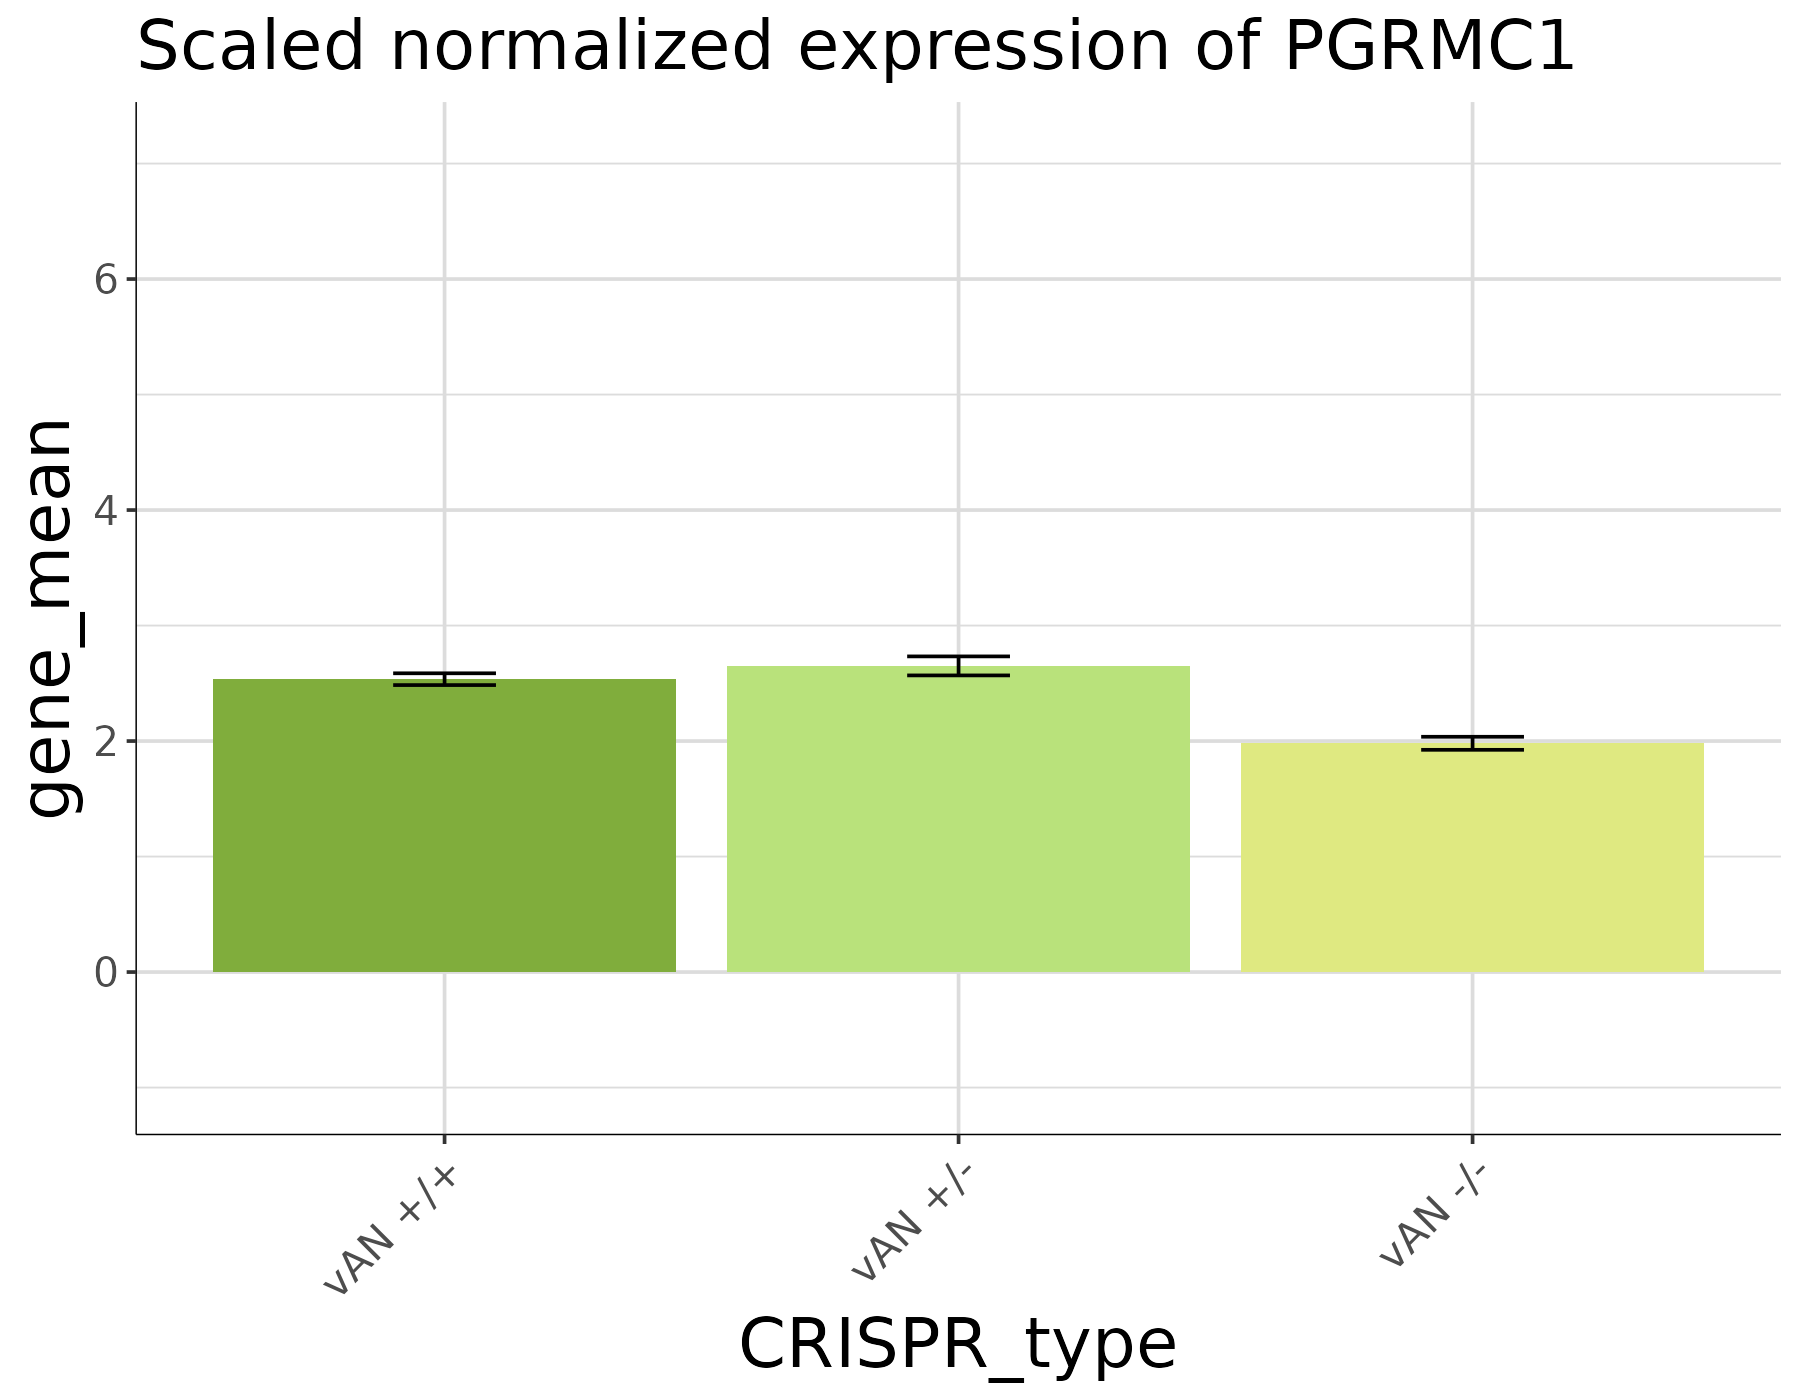 Scaled normalized expression of PGRMC1
gene_mean
6
4
2
0
vAN +/+
vAN +/-
vAN -/-
CRISPR_type